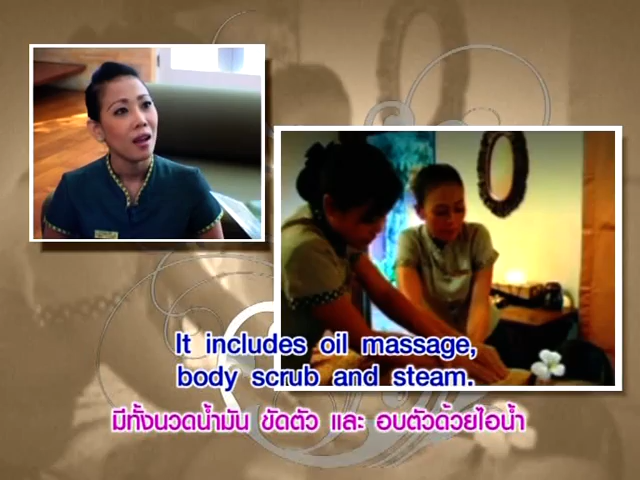 It includes oil massage,
body scrub and steam.
มีทั้งนวดน้ำมัน ขัดตัว และ อบตัวด้วยไอน้ำ